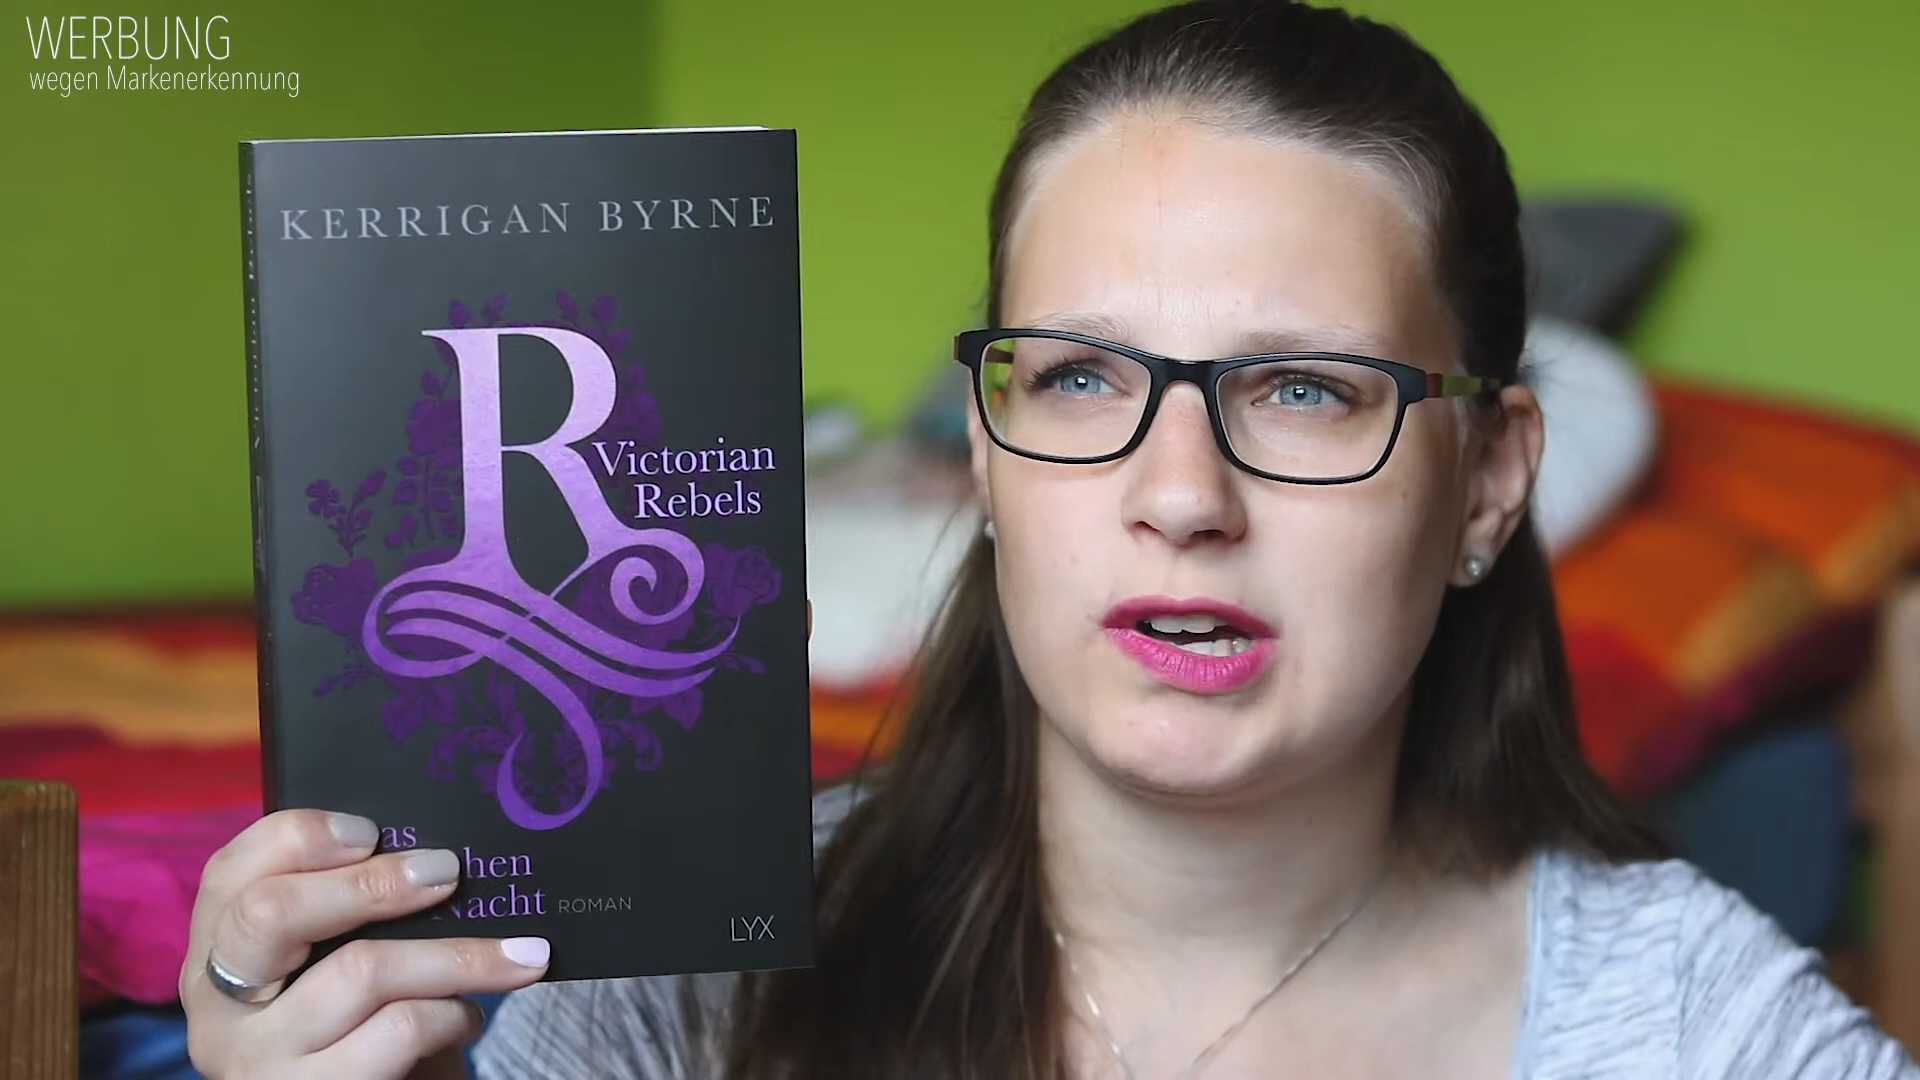 WERBUNG
wegen Markenerkennung
KERRIGAN BYRNE
R
Victorian
Rebels
as
hen
Nacht ROMAN
LYX